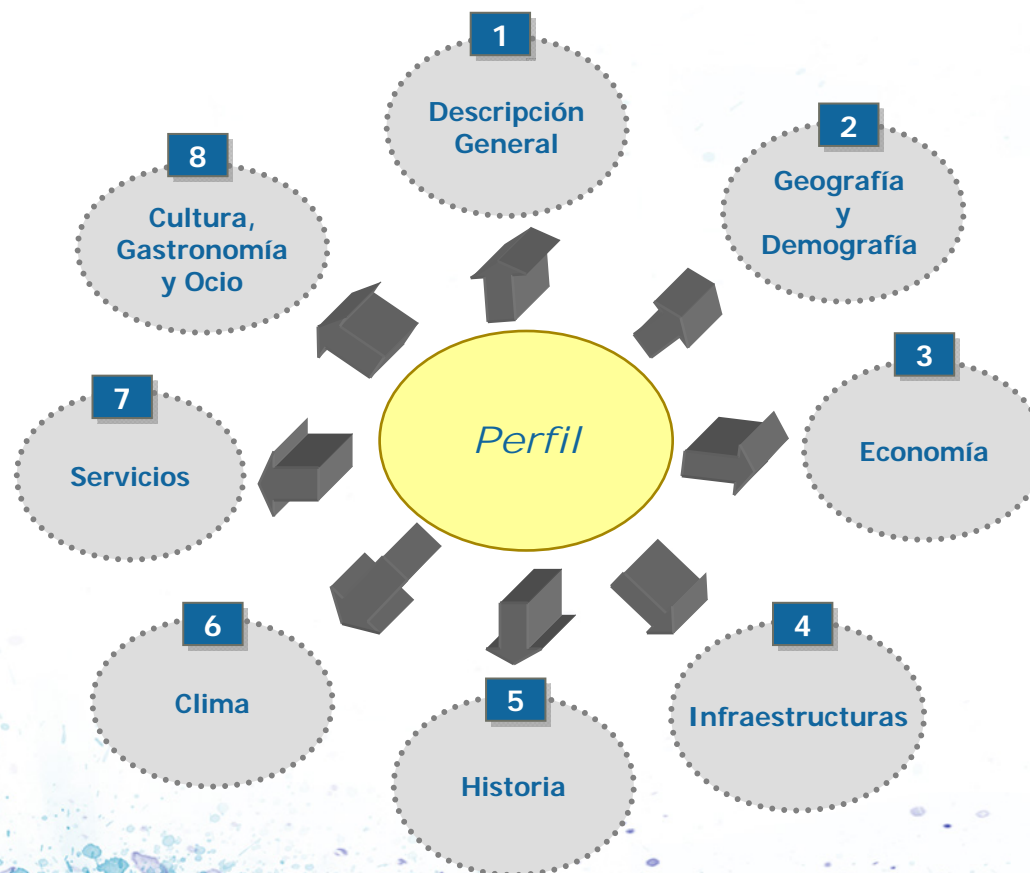 1
Descripción
General
2
Geografía
y
Demografía
3
Economía
4
Infraestructuras
5
Historia
6
Clima
7
Servicios
8
Cultura,
Gastronomía
y Ocio
Perfil